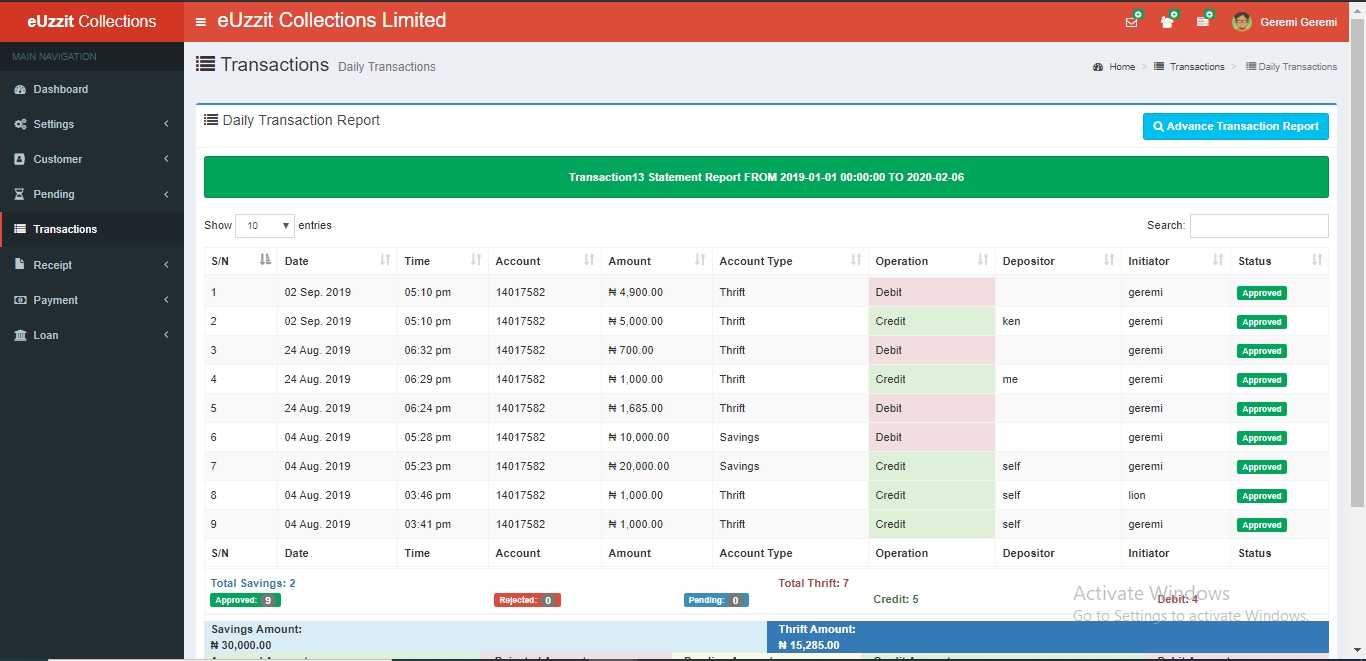 eUzzit Collections
eUzzit Collections Limited
Geremi Geremi
MAIN NAVIGATION
Dashboard
Settings
Customer
Pending
Transactions
Receipt
Payment
Loan
Transactions Daily Transactions
Home > Transactions > Daily Transactions
Daily Transaction Report
Advance Transaction Report
Transaction13 Statement Report FROM 2019-01-01 00:00:00 TO 2020-02-06
Show 10 entries
Search:
S/N Date Time Account Amount Account Type Operation Depositor Initiator Status
1 02 Sep. 2019 05:10 pm 14017582 ₦ 4,900.00 Thrift Debit geremi Approved
2 02 Sep. 2019 05:10 pm 14017582 ₦ 5,000.00 Thrift Credit ken geremi Approved
3 24 Aug. 2019 06:32 pm 14017582 ₦ 700.00 Thrift Debit geremi Approved
4 24 Aug. 2019 06:29 pm 14017582 ₦ 1,000.00 Thrift Credit me geremi Approved
5 24 Aug. 2019 06:24 pm 14017582 ₦ 1,685.00 Thrift Debit geremi Approved
6 04 Aug. 2019 05:28 pm 14017582 ₦ 10,000.00 Savings Debit geremi Approved
7 04 Aug. 2019 05:23 pm 14017582 ₦ 20,000.00 Savings Credit self geremi Approved
8 04 Aug. 2019 03:46 pm 14017582 ₦ 1,000.00 Thrift Credit self lion Approved
9 04 Aug. 2019 03:41 pm 14017582 ₦ 1,000.00 Thrift Credit self geremi Approved
S/N Date Time Account Amount Account Type Operation Depositor Initiator Status
Total Savings: 2 Total Thrift: 7
Approved: 9 Rejected: 0 Pending: 0 Credit: 5 Debit: 4
Activate Windows
Go to Settings to activate Windows.
Savings Amount: Thrift Amount:
₦ 30,000.00 ₦ 15,285.00